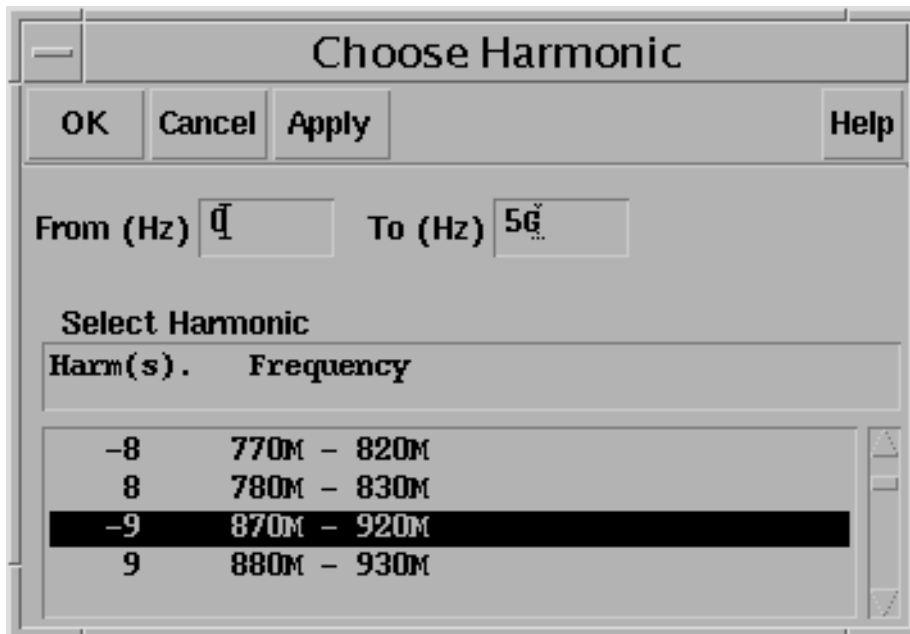 Choose Harmonic
OK Cancel Apply Help
From (Hz) 0 To (Hz) 5G
Select Harmonic
Harm(s). Frequency
-8 770M - 820M
8 780M - 830M
-9 870M - 920M
9 880M - 930M